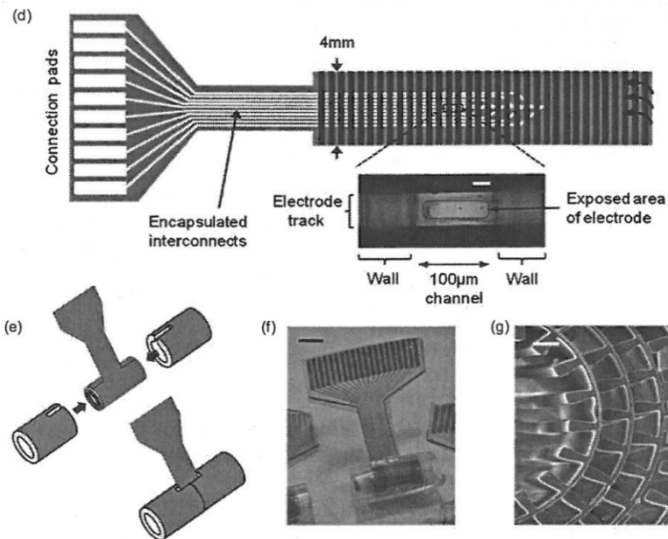 (d)
4mm
Connection pads
Encapsulated
interconnects
Electrode
track
Exposed area
of electrode
Wall
100µm
channel
Wall
(e)
(f)
(g)